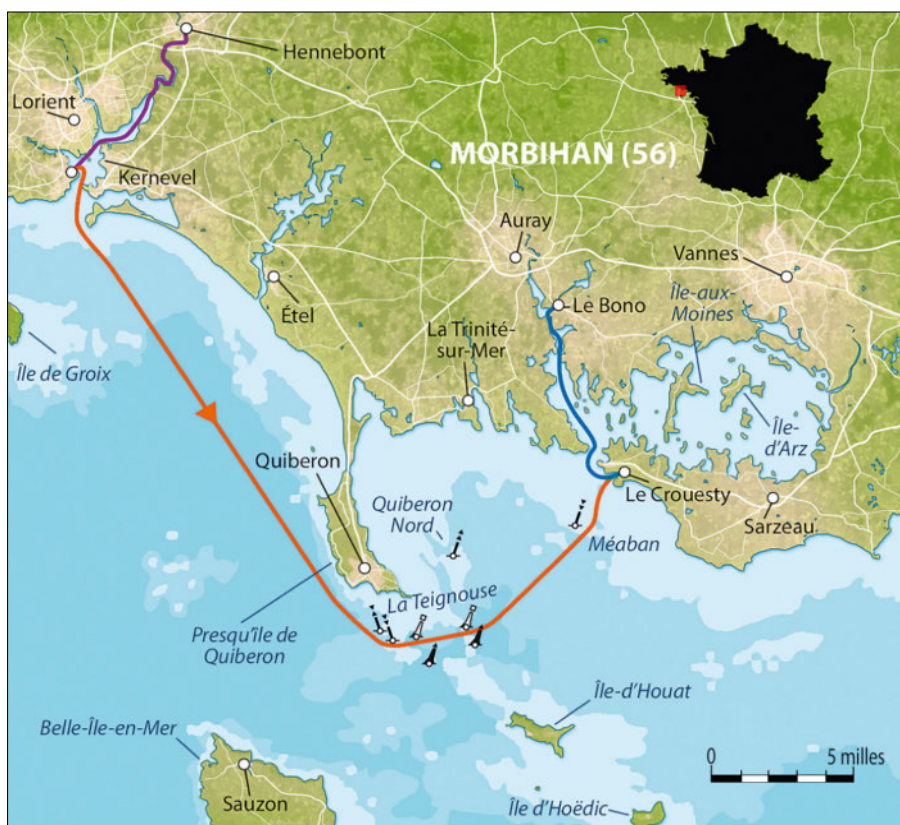 Hennebont
Lorient
MORBIHAN (56)
Kernevel
Auray
Vannes
Étel
Le Bono
Île-aux-
Moines
La Trinité-
sur-Mer
Île de Groix
Île-
d'Arz
Quiberon
Quiberon
Nord
Le Crouesty
Sarzeau
Méaban
La Teignouse
Presqu'île de
Quiberon
Île-d'Houat
Belle-Île-en-Mer
0 5 milles
Sauzon
Île d'Hoëdic